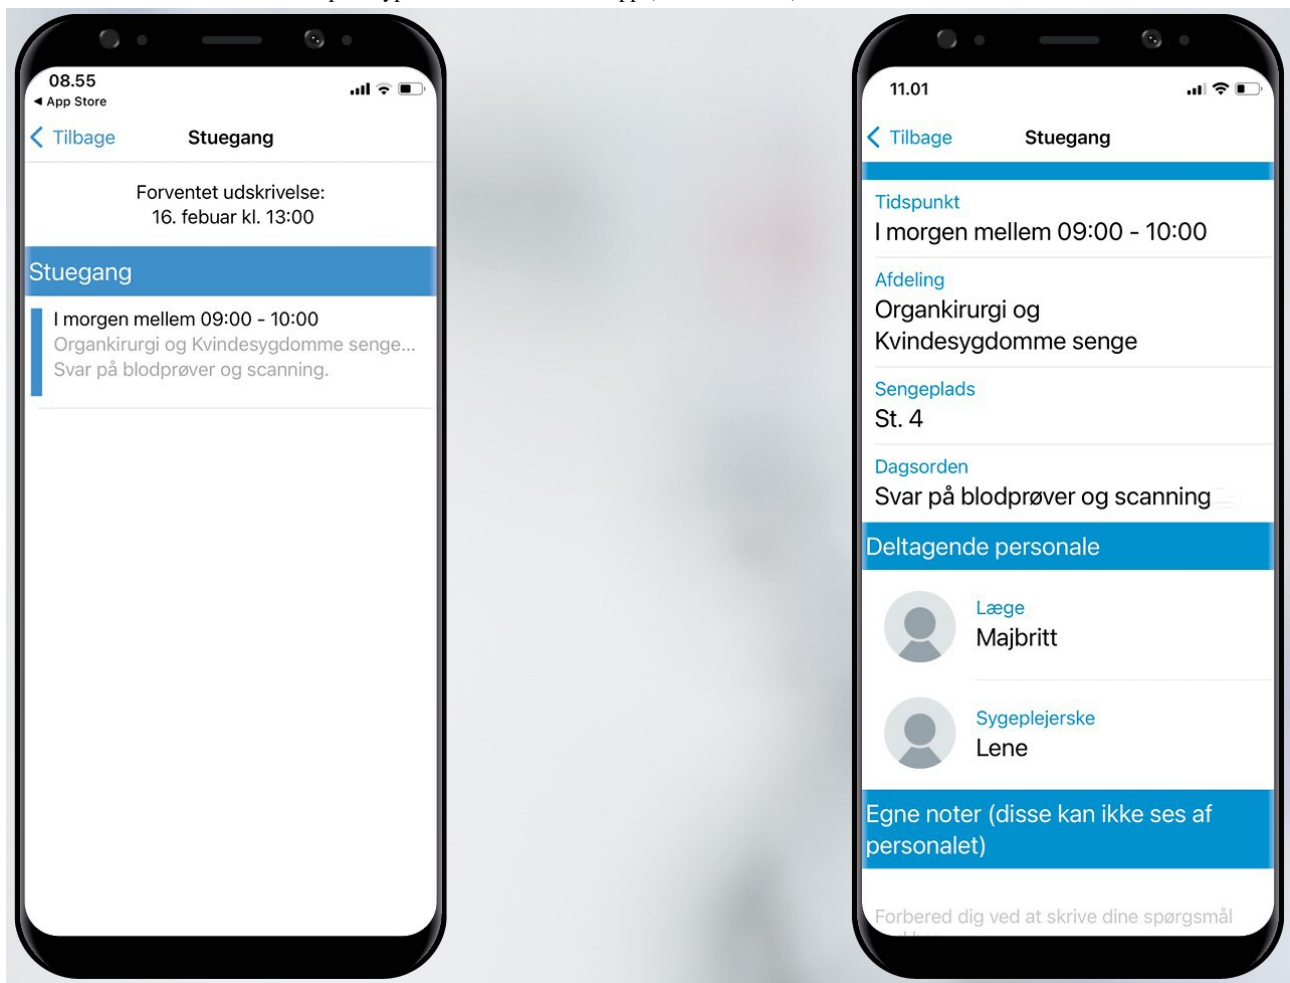 08.55
App Store
Tilbage
Stuegang
Forventet udskrivelse:
16. febuar kl. 13:00
Stuegang
I morgen mellem 09:00 - 10:00
Organkirurgi og Kvindesygdomme senge...
Svar på blodprøver og scanning.
11.01
Tilbage
Stuegang
Tidspunkt
I morgen mellem 09:00 - 10:00
Afdeling
Organkirurgi og
Kvindesygdomme senge
Sengeplads
St. 4
Dagsorden
Svar på blodprøver og scanning
Deltagende personale
Læge
Majbritt
Sygeplejerske
Lene
Egne noter (disse kan ikke ses af
personalet)
Forbered dig ved at skrive dine spørgsmål